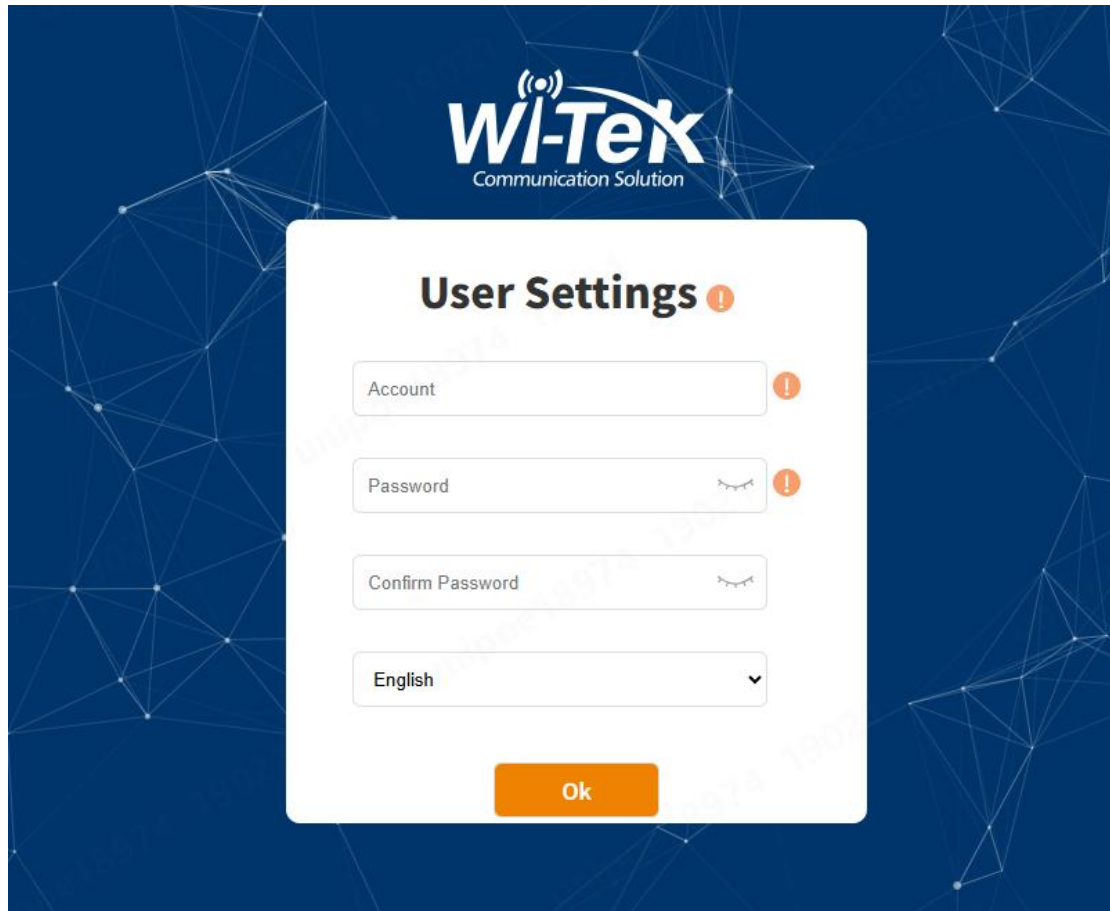 Wi-Tek
Communication Solution
User Settings !
Account !
Password !
Confirm Password
English
Ok